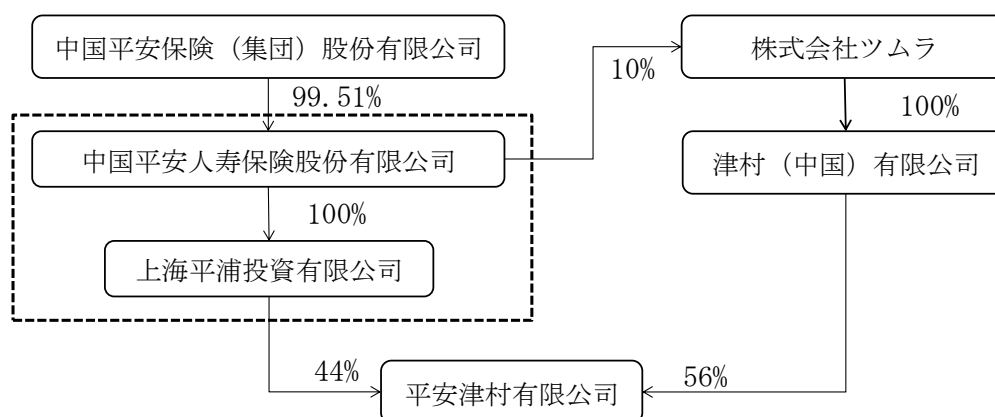 中国平安保険（集団）股份有限公司
株式会社ツムラ
10%
99.51%
100%
中国平安人寿保険股份有限公司
津村（中国）有限公司
100%
上海平浦投資有限公司
44%
56%
平安津村有限公司